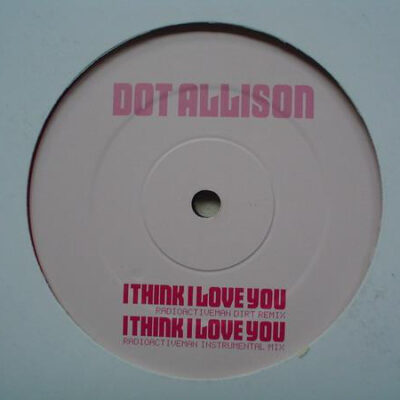 DOT ALLISON
I THINK I LOVE YOU
RADIOACTIVEMAN DIRT REMIX
I THINK I LOVE YOU
RADIOACTIVEMAN INSTRUMENTAL MIX